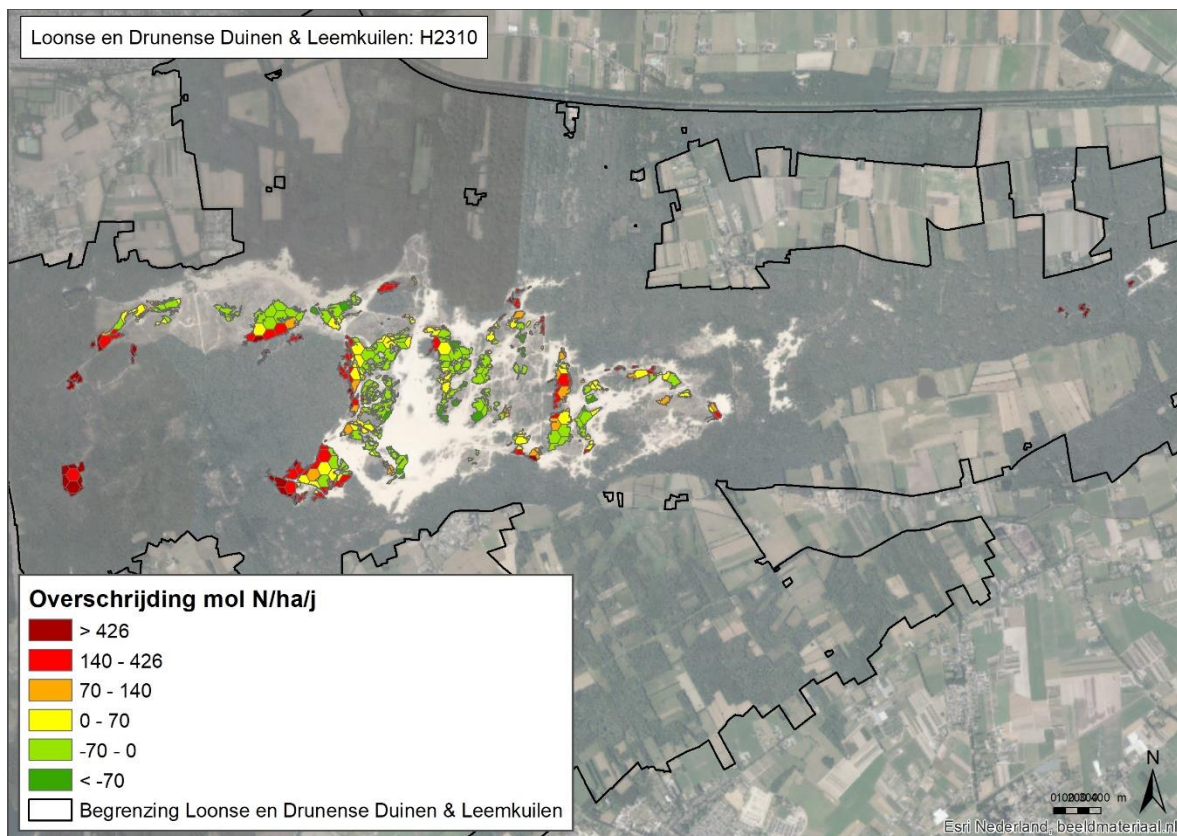 Loonse en Drunense Duinen & Leemkuilen: H2310
Overschrijding mol N/ha/j
> 426
140 - 426
70 - 140
0 - 70
-70 - 0
< -70
Begrenzing Loonse en Drunense Duinen & Leemkuilen
N
m
Esri Nederland, beeldmateriaal.nl